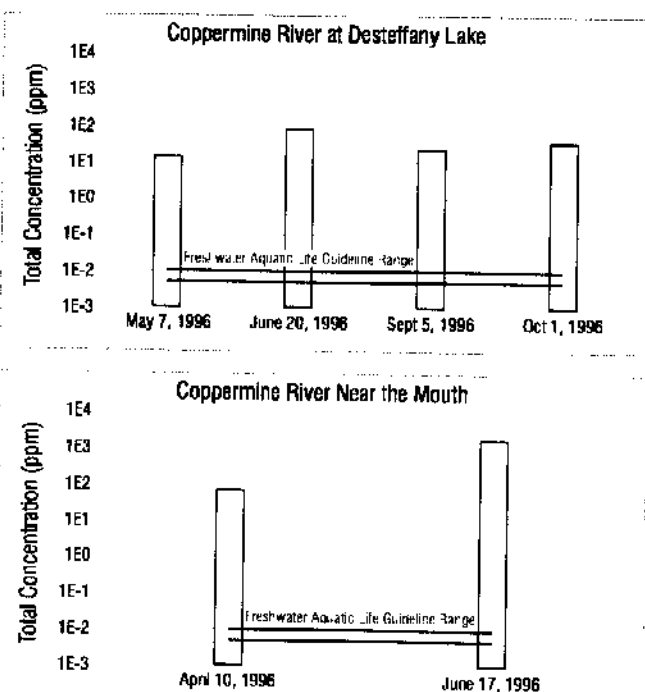 Coppermine River at Desteffany Lake
Total Concentration (ppm)
1E4
1E3
1E2
1E1
1E0
1E-1
1E-2
1E-3
Freshwater Aquatic Life Guideline Range
May 7, 1996 June 20, 1996 Sept 5, 1996 Oct 1, 1996
Coppermine River Near the Mouth
Total Concentration (ppm)
1E4
1E3
1E2
1E1
1E0
1E-1
1E-2
1E-3
Freshwater Aquatic Life Guideline Range
April 10, 1996 June 17, 1996